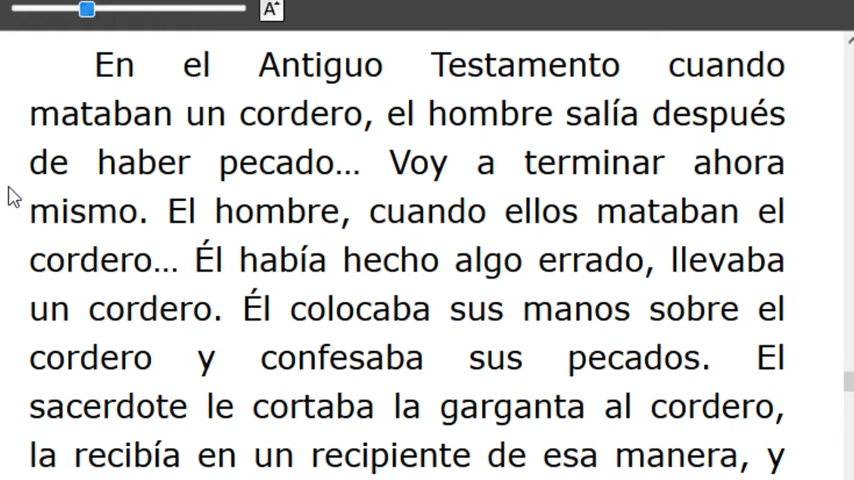 A
En el Antiguo Testamento cuando
mataban un cordero, el hombre salía después
de haber pecado... Voy a terminar ahora
mismo. El hombre, cuando ellos mataban el
cordero... Él había hecho algo errado, llevaba
un cordero. Él colocaba sus manos sobre el
cordero y confesaba sus pecados. El
sacerdote le cortaba la garganta al cordero,
la recibía en un recipiente de esa manera, y